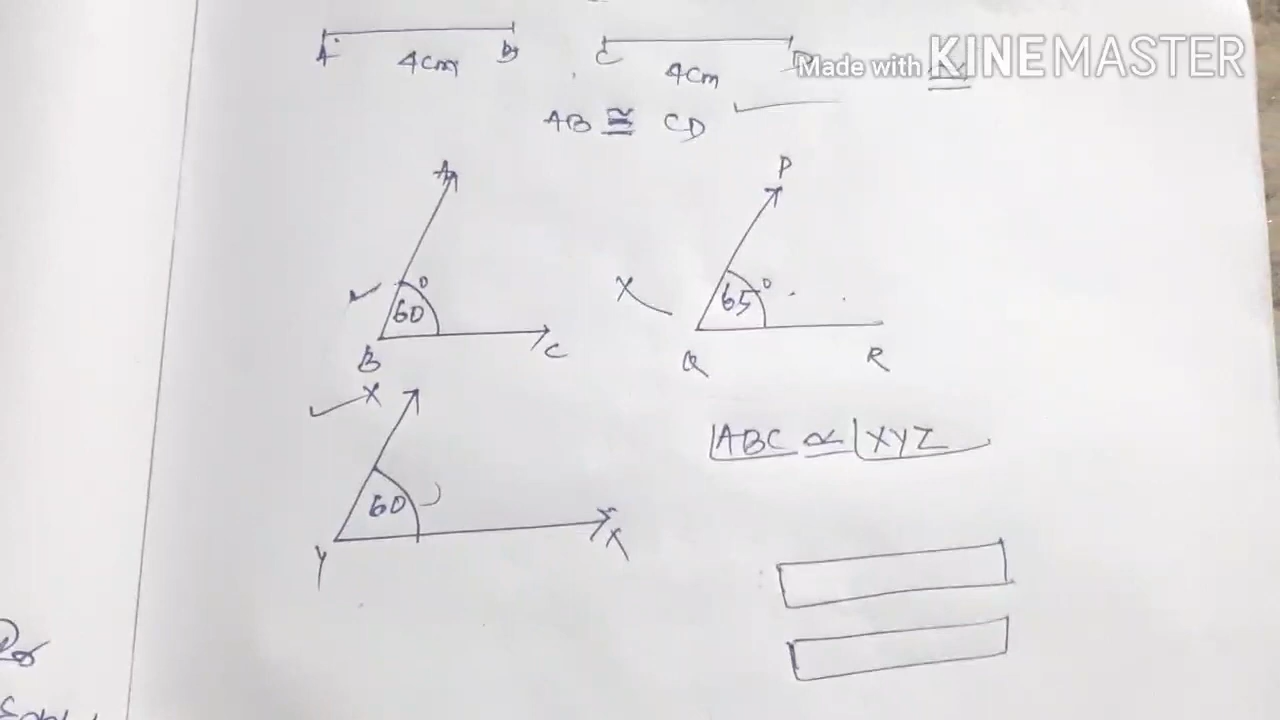 A B C D
4cm 4cm
Made with KINEMASTER
≅
AB ≅ CD
A P
60° 65°
B C Q R
X
∠ABC ≅ ∠XYZ
60
Y X